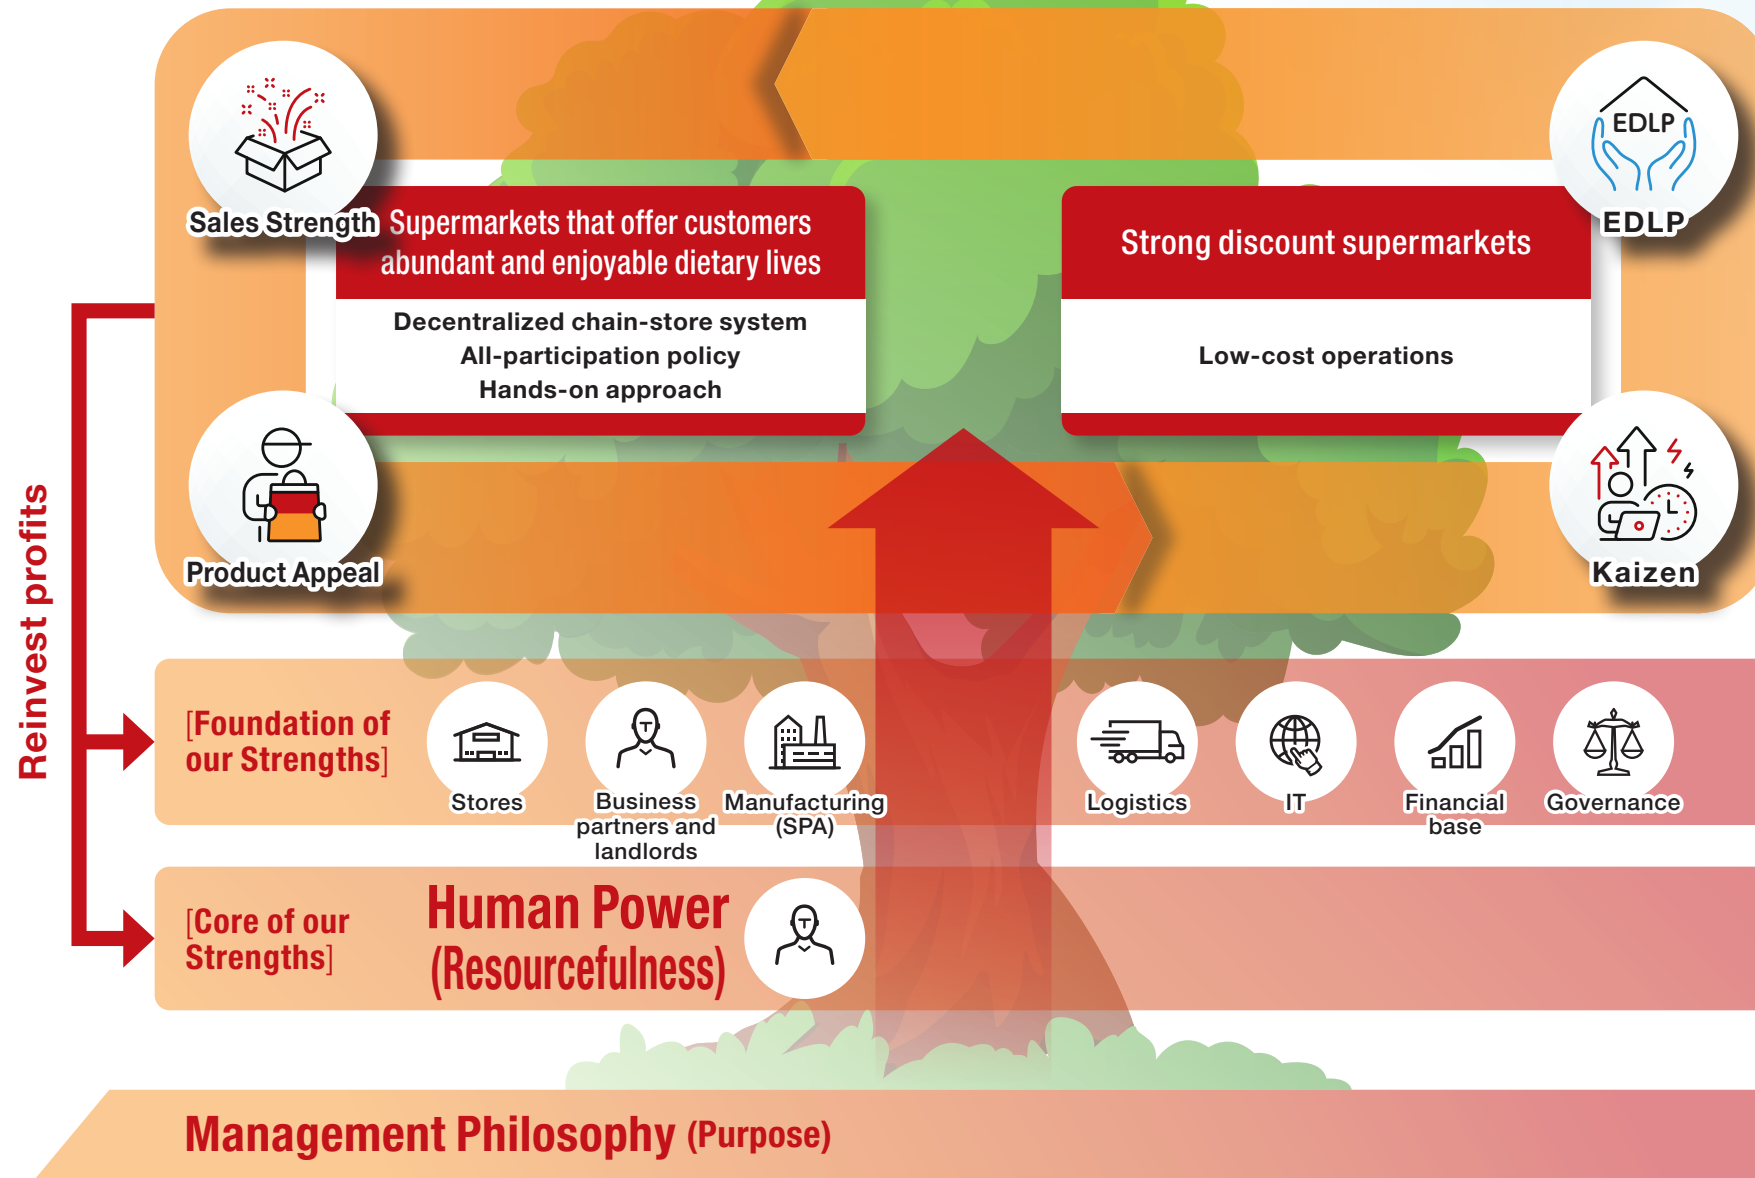 EDLP
Sales Strength
EDLP
Supermarkets that offer customers
abundant and enjoyable dietary lives
Decentralized chain-store system
All-participation policy
Hands-on approach
Strong discount supermarkets
Low-cost operations
Product Appeal
Kaizen
Reinvest profits
[Foundation of
our Strengths]
Stores
Business
partners and
landlords
Manufacturing
(SPA)
Logistics
IT
Financial
base
Governance
[Core of our
Strengths]
Human Power
(Resourcefulness)
Management Philosophy (Purpose)